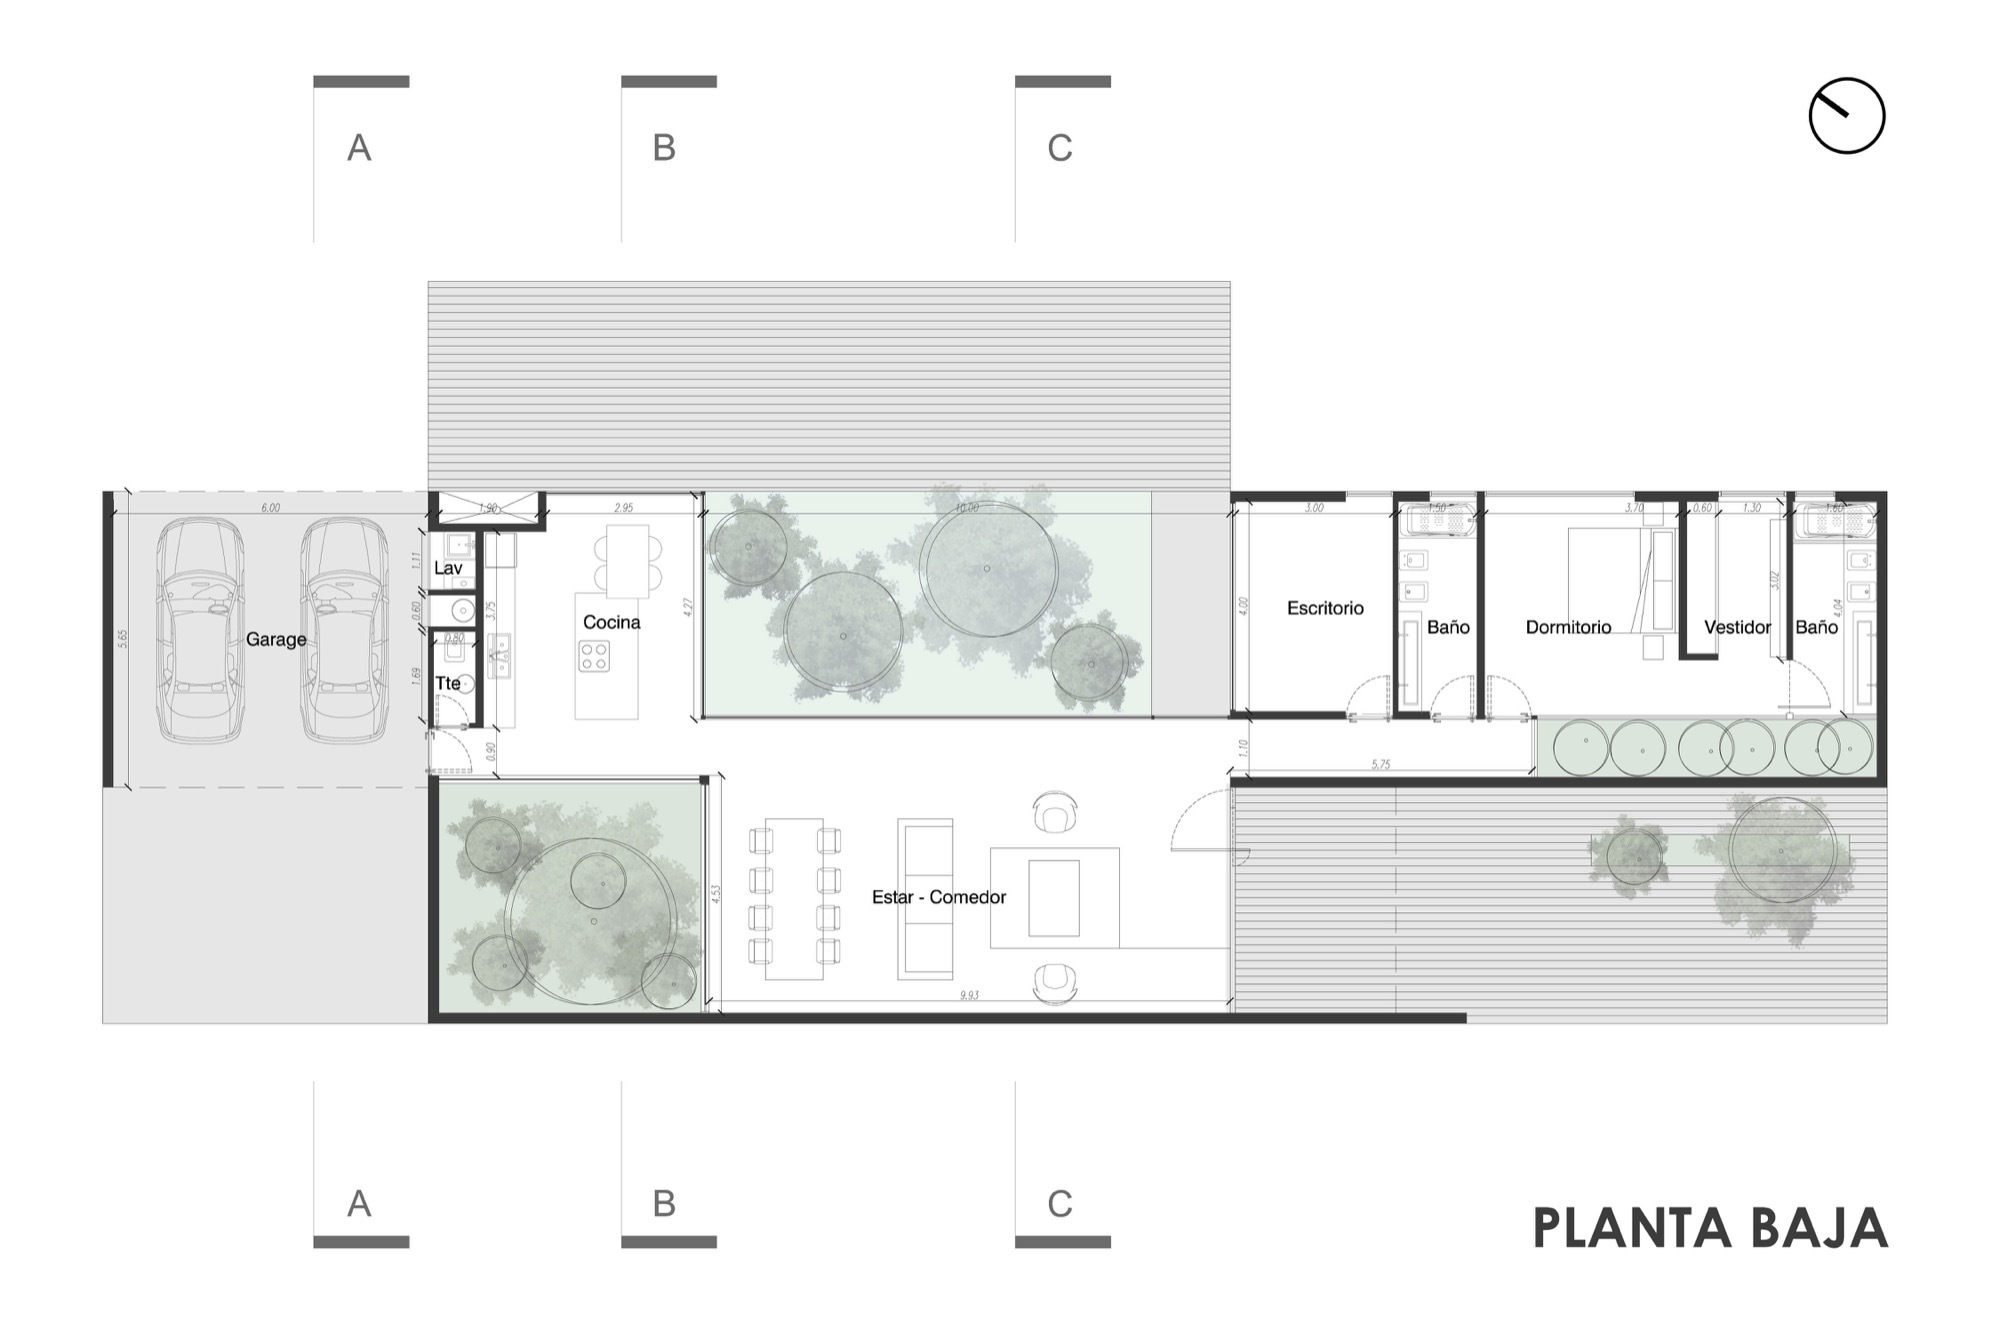 A
B
C
6.00
1.90
2.95
10.00
3.00
1.50
3.70
0.60
1.30
1.60
1.11
Lav
0.60
3.75
4.27
4.00
3.02
4.04
Escritorio
Cocina
5.65
Garage
0.80
Baño
Dormitorio
Vestidor
Baño
1.69
Tte
0.90
1.10
5.75
4.53
Estar - Comedor
9.93
A
B
C
PLANTA BAJA